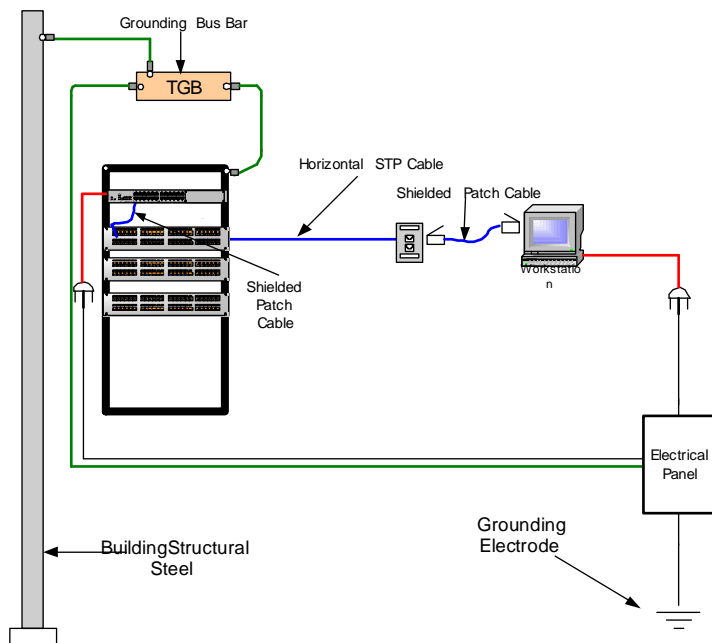 Grounding Bus Bar
TGB
Horizontal STP Cable
Shielded Patch Cable
Workstatio
n
Shielded
Patch
Cable
Electrical
Panel
Grounding
Electrode
BuildingStructural
Steel